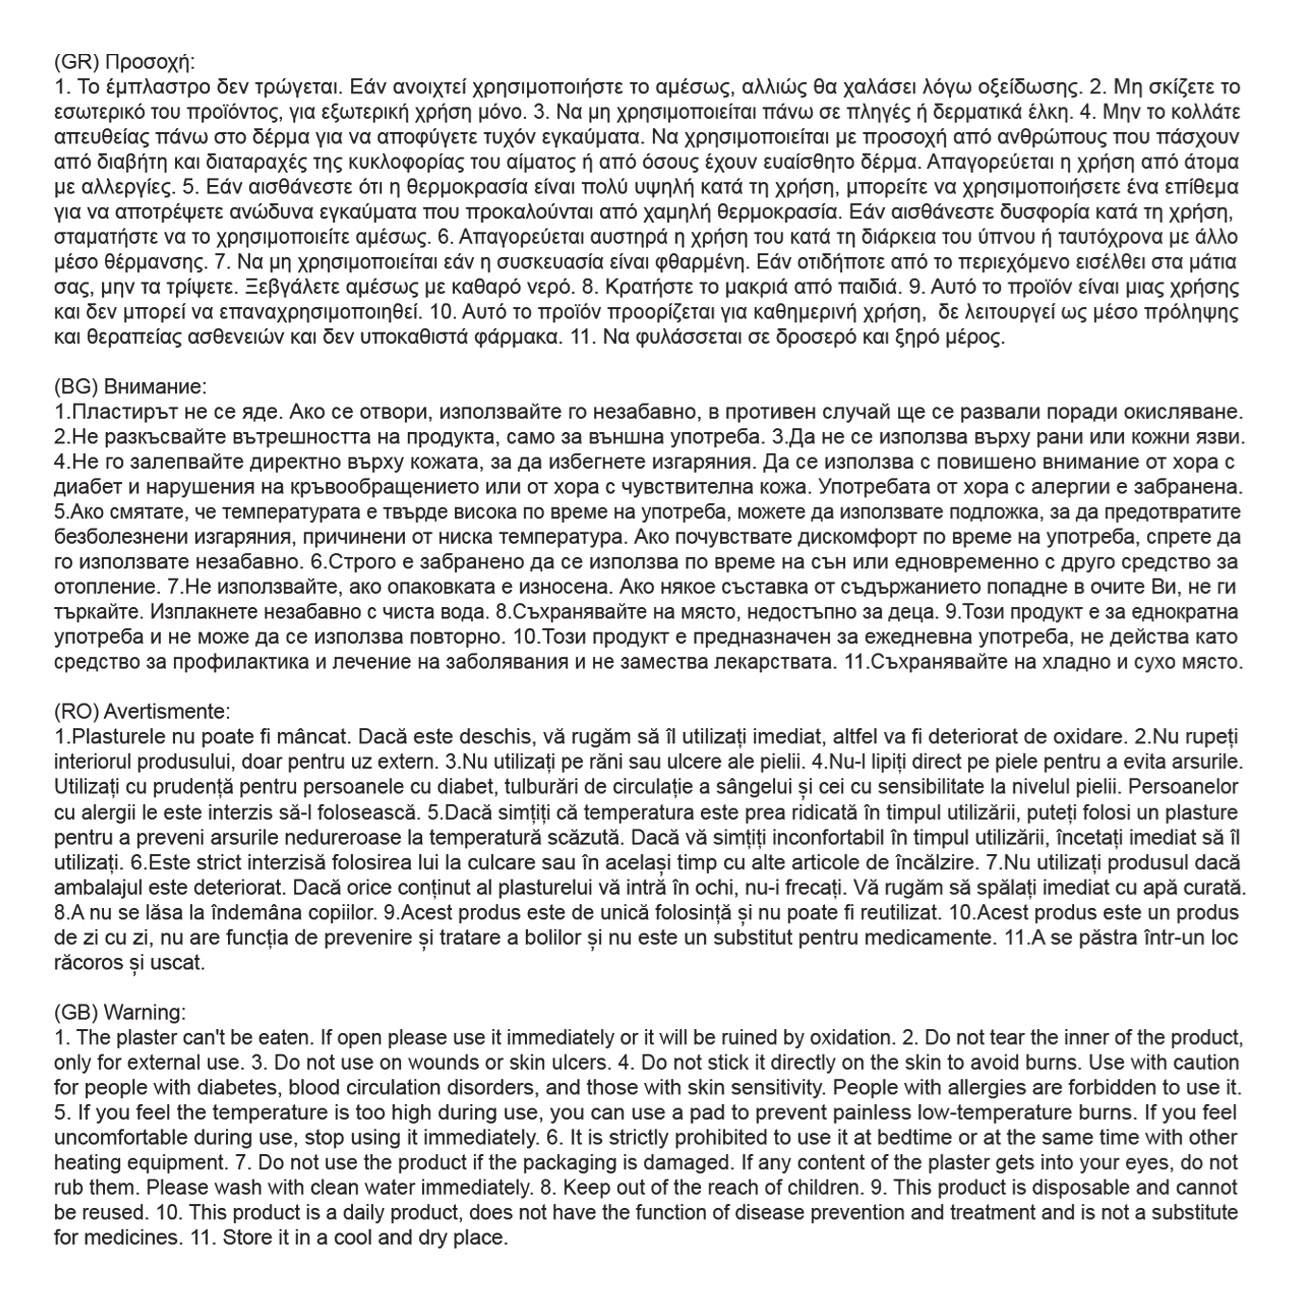 (GR) Προσοχή:
1. Το έμπλαστρο δεν τρώγεται. Εάν ανοιχτεί χρησιμοποιήστε το αμέσως, αλλιώς θα χαλάσει λόγω οξείδωσης. 2. Μη σκίζετε το
εσωτερικό του προϊόντος, για εξωτερική χρήση μόνο. 3. Να μη χρησιμοποιείται πάνω σε πληγές ή δερματικά έλκη. 4. Μην το κολλάτε
απευθείας πάνω στο δέρμα για να αποφύγετε τυχόν εγκαύματα. Να χρησιμοποιείται με προσοχή από ανθρώπους που πάσχουν
από διαβήτη και διαταραχές της κυκλοφορίας του αίματος ή από όσους έχουν ευαίσθητο δέρμα. Απαγορεύεται η χρήση από άτομα
με αλλεργίες. 5. Εάν αισθάνεστε ότι η θερμοκρασία είναι πολύ υψηλή κατά τη χρήση, μπορείτε να χρησιμοποιήσετε ένα επίθεμα
για να αποτρέψετε ανώδυνα εγκαύματα που προκαλούνται από χαμηλή θερμοκρασία. Εάν αισθάνεστε δυσφορία κατά τη χρήση,
σταματήστε να το χρησιμοποιείτε αμέσως. 6. Απαγορεύεται αυστηρά η χρήση του κατά τη διάρκεια του ύπνου ή ταυτόχρονα με άλλο
μέσο θέρμανσης. 7. Να μη χρησιμοποιείται εάν η συσκευασία είναι φθαρμένη. Εάν οτιδήποτε από το περιεχόμενο εισέλθει στα μάτια
σας, μην τα τρίψετε. Ξεβγάλετε αμέσως με καθαρό νερό. 8. Κρατήστε το μακριά από παιδιά. 9. Αυτό το προϊόν είναι μιας χρήσης
και δεν μπορεί να επαναχρησιμοποιηθεί. 10. Αυτό το προϊόν προορίζεται για καθημερινή χρήση,  δε λειτουργεί ως μέσο πρόληψης
και θεραπείας ασθενειών και δεν υποκαθιστά φάρμακα. 11. Να φυλάσσεται σε δροσερό και ξηρό μέρος.

(BG) Внимание:
1.Пластирът не се яде. Ако се отвори, използвайте го незабавно, в противен случай ще се развали поради окисляване.
2.Не разкъсвайте вътрешността на продукта, само за външна употреба. 3.Да не се използва върху рани или кожни язви.
4.Не го залепвайте директно върху кожата, за да избегнете изгаряния. Да се използва с повишено внимание от хора с
диабет и нарушения на кръвообращението или от хора с чувствителна кожа. Употребата от хора с алергии е забранена.
5.Ако смятате, че температурата е твърде висока по време на употреба, можете да използвате подложка, за да предотвратите
безболезнени изгаряния, причинени от ниска температура. Ако почувствате дискомфорт по време на употреба, спрете да
го използвате незабавно. 6.Строго е забранено да се използва по време на сън или едновременно с друго средство за
отопление. 7.Не използвайте, ако опаковката е износена. Ако някое съставка от съдържанието попадне в очите Ви, не ги
търкайте. Изплакнете незабавно с чиста вода. 8.Съхранявайте на място, недостъпно за деца. 9.Този продукт е за еднократна
употреба и не може да се използва повторно. 10.Този продукт е предназначен за ежедневна употреба, не действа като
средство за профилактика и лечение на заболявания и не замества лекарствата. 11.Съхранявайте на хладно и сухо място.

(RO) Avertismente:
1.Plasturele nu poate fi mâncat. Dacă este deschis, vă rugăm să îl utilizați imediat, altfel va fi deteriorat de oxidare. 2.Nu rupeți
interiorul produsului, doar pentru uz extern. 3.Nu utilizați pe răni sau ulcere ale pielii. 4.Nu-l lipiți direct pe piele pentru a evita arsurile.
Utilizați cu prudență pentru persoanele cu diabet, tulburări de circulație a sângelui și cei cu sensibilitate la nivelul pielii. Persoanelor
cu alergii le este interzis să-l folosească. 5.Dacă simțiți că temperatura este prea ridicată în timpul utilizării, puteți folosi un plasture
pentru a preveni arsurile nedureroase la temperatură scăzută. Dacă vă simțiți inconfortabil în timpul utilizării, încetați imediat să îl
utilizați. 6.Este strict interzisă folosirea lui la culcare sau în același timp cu alte articole de încălzire. 7.Nu utilizați produsul dacă
ambalajul este deteriorat. Dacă orice conținut al plasturelui vă intră în ochi, nu-i frecați. Vă rugăm să spălați imediat cu apă curată.
8.A nu se lăsa la îndemâna copiilor. 9.Acest produs este de unică folosință și nu poate fi reutilizat. 10.Acest produs este un produs
de zi cu zi, nu are funcția de prevenire și tratare a bolilor și nu este un substitut pentru medicamente. 11.A se păstra într-un loc
răcoros și uscat.

(GB) Warning:
1. The plaster can't be eaten. If open please use it immediately or it will be ruined by oxidation. 2. Do not tear the inner of the product,
only for external use. 3. Do not use on wounds or skin ulcers. 4. Do not stick it directly on the skin to avoid burns. Use with caution
for people with diabetes, blood circulation disorders, and those with skin sensitivity. People with allergies are forbidden to use it.
5. If you feel the temperature is too high during use, you can use a pad to prevent painless low-temperature burns. If you feel
uncomfortable during use, stop using it immediately. 6. It is strictly prohibited to use it at bedtime or at the same time with other
heating equipment. 7. Do not use the product if the packaging is damaged. If any content of the plaster gets into your eyes, do not
rub them. Please wash with clean water immediately. 8. Keep out of the reach of children. 9. This product is disposable and cannot
be reused. 10. This product is a daily product, does not have the function of disease prevention and treatment and is not a substitute
for medicines. 11. Store it in a cool and dry place.